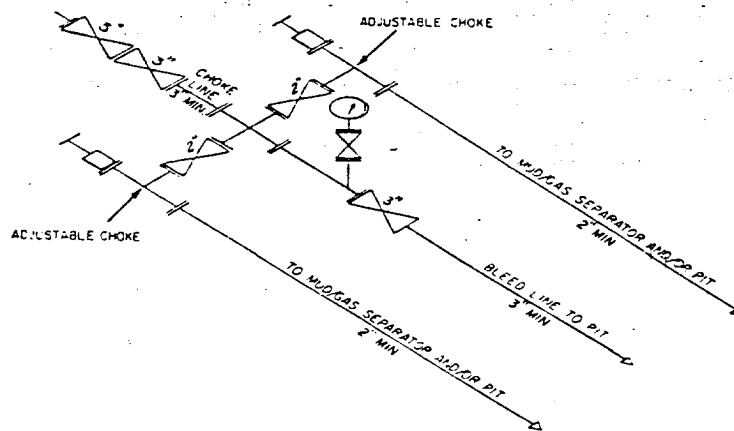 ADJUSTABLE CHOKE
3"
3"
CHOKE
LINE
3" MIN.
2"
2"
3"
ADJUSTABLE CHOKE
TO MUD/GAS SEPARATOR AND/OR PIT
2" MIN
BLEED LINE TO PIT
3" MIN
TO MUD/GAS SEPARATOR AND/OR PIT
2" MIN